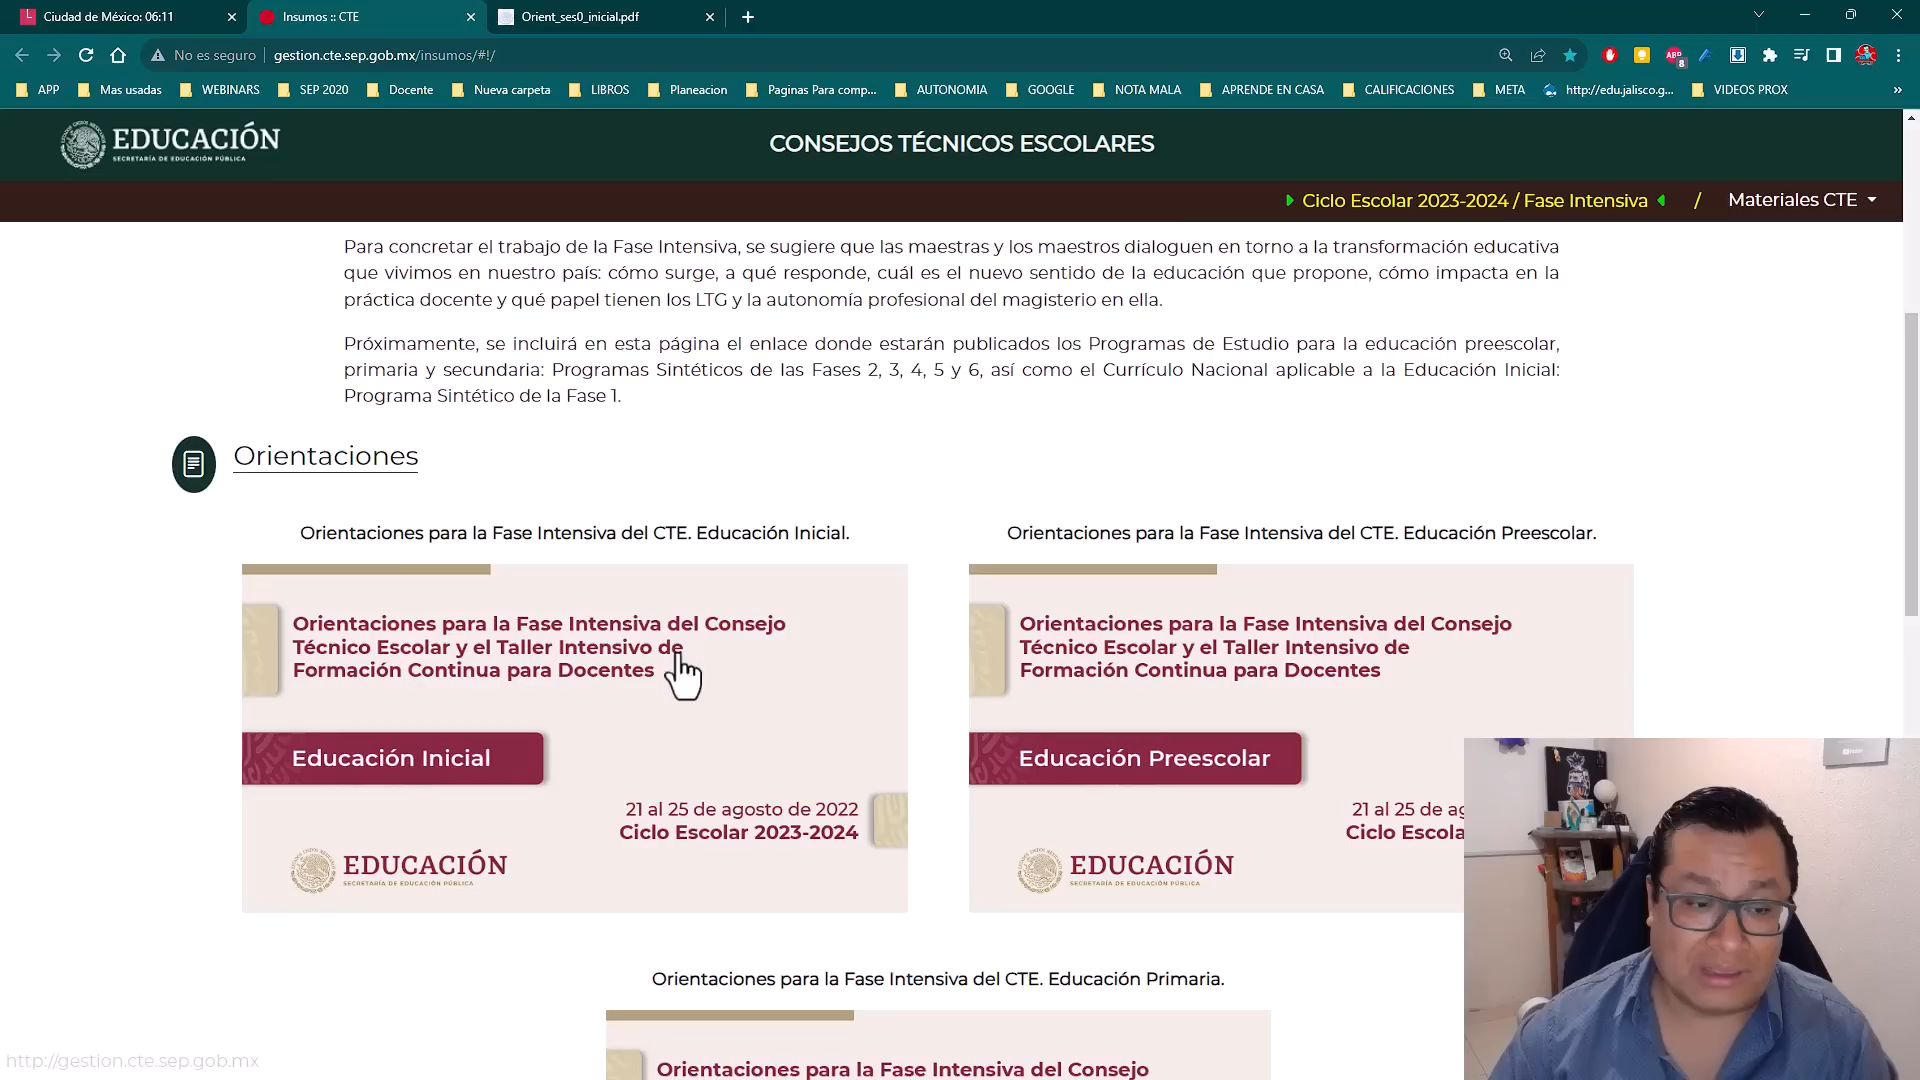 Ciudad de México: 06:11
Insumos :: CTE
Orient_ses0_inicial.pdf
No es seguro
gestion.cte.sep.gob.mx/insumos/#!/
ABP
8
APP
Mas usadas
WEBINARS
SEP 2020
Docente
Nueva carpeta
LIBROS
Planeacion
Paginas Para comp...
AUTONOMIA
GOOGLE
NOTA MALA
APRENDE EN CASA
CALIFICACIONES
META
http://edu.jalisco.g...
VIDEOS PROX
»
EDUCACIÓN
SECRETARÍA DE EDUCACIÓN PÚBLICA
CONSEJOS TÉCNICOS ESCOLARES
Ciclo Escolar 2023-2024 / Fase Intensiva
/
Materiales CTE
Para concretar el trabajo de la Fase Intensiva, se sugiere que las maestras y los maestros dialoguen en torno a la transformación educativa
que vivimos en nuestro país: cómo surge, a qué responde, cuál es el nuevo sentido de la educación que propone, cómo impacta en la
práctica docente y qué papel tienen los LTG y la autonomía profesional del magisterio en ella.
Próximamente, se incluirá en esta página el enlace donde estarán publicados los Programas de Estudio para la educación preescolar,
primaria y secundaria: Programas Sintéticos de las Fases 2, 3, 4, 5 y 6, así como el Currículo Nacional aplicable a la Educación Inicial:
Programa Sintético de la Fase 1.
Orientaciones
Orientaciones para la Fase Intensiva del CTE. Educación Inicial.
Orientaciones para la Fase Intensiva del Consejo
Técnico Escolar y el Taller Intensivo de
Formación Continua para Docentes
Educación Inicial
21 al 25 de agosto de 2022
Ciclo Escolar 2023-2024
EDUCACIÓN
SECRETARÍA DE EDUCACIÓN PÚBLICA
Orientaciones para la Fase Intensiva del CTE. Educación Preescolar.
Orientaciones para la Fase Intensiva del Consejo
Técnico Escolar y el Taller Intensivo de
Formación Continua para Docentes
Educación Preescolar
21 al 25 de ag
Ciclo Escola
EDUCACIÓN
SECRETARÍA DE EDUCACIÓN PÚBLICA
Orientaciones para la Fase Intensiva del CTE. Educación Primaria.
Orientaciones para la Fase Intensiva del Consejo
http://gestion.cte.sep.gob.mx